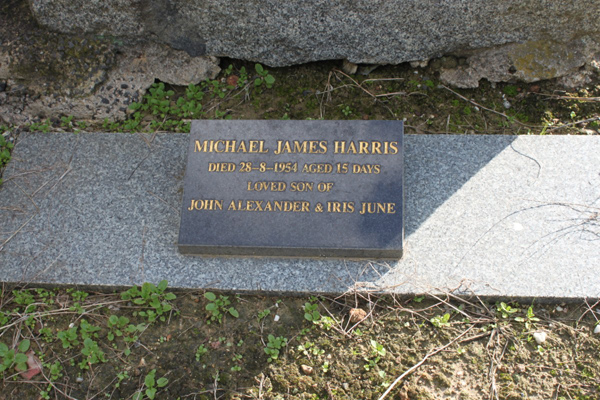 MICHAEL JAMES HARRIS
DIED 28-8-1954 AGED 15 DAYS
LOVED SON OF
JOHN ALEXANDER & IRIS JUNE